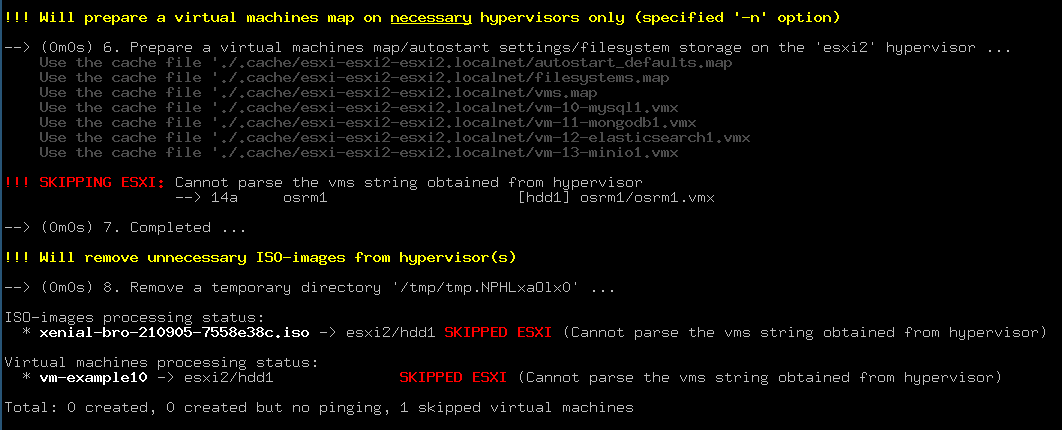 !!! Will prepare a virtual machines map on necessary hypervisors only (specified '-n' option)
--> (0m0s) 6. Prepare a virtual machines map/autostart settings/filesystem storage on the 'esxi2' hypervisor ...
Use the cache file './.cache/esxi-esxi2-esxi2.localnet/autostart_defaults.map
Use the cache file './.cache/esxi-esxi2-esxi2.localnet/filesystems.map
Use the cache file './.cache/esxi-esxi2-esxi2.localnet/vms.map
Use the cache file './.cache/esxi-esxi2-esxi2.localnet/vm-10-mysql1.vmx
Use the cache file './.cache/esxi-esxi2-esxi2.localnet/vm-11-mongodb1.vmx
Use the cache file './.cache/esxi-esxi2-esxi2.localnet/vm-12-elasticsearch1.vmx
Use the cache file './.cache/esxi-esxi2-esxi2.localnet/vm-13-minio1.vmx
!!! SKIPPING ESXI: Cannot parse the vms string obtained from hypervisor
--> 14a osrm1 [hdd1] osrm1/osrm1.vmx
--> (0m0s) 7. Completed ...
!!! Will remove unnecessary ISO-images from hypervisor(s)
--> (0m0s) 8. Remove a temporary directory '/tmp/tmp.NPHLxaOlxO' ...
ISO-images processing status:
* xenial-bro-210905-7558e38c.iso -> esxi2/hdd1 SKIPPED ESXI (Cannot parse the vms string obtained from hypervisor)
Virtual machines processing status:
* vm-example10 -> esxi2/hdd1 SKIPPED ESXI (Cannot parse the vms string obtained from hypervisor)
Total: 0 created, 0 created but no pinging, 1 skipped virtual machines